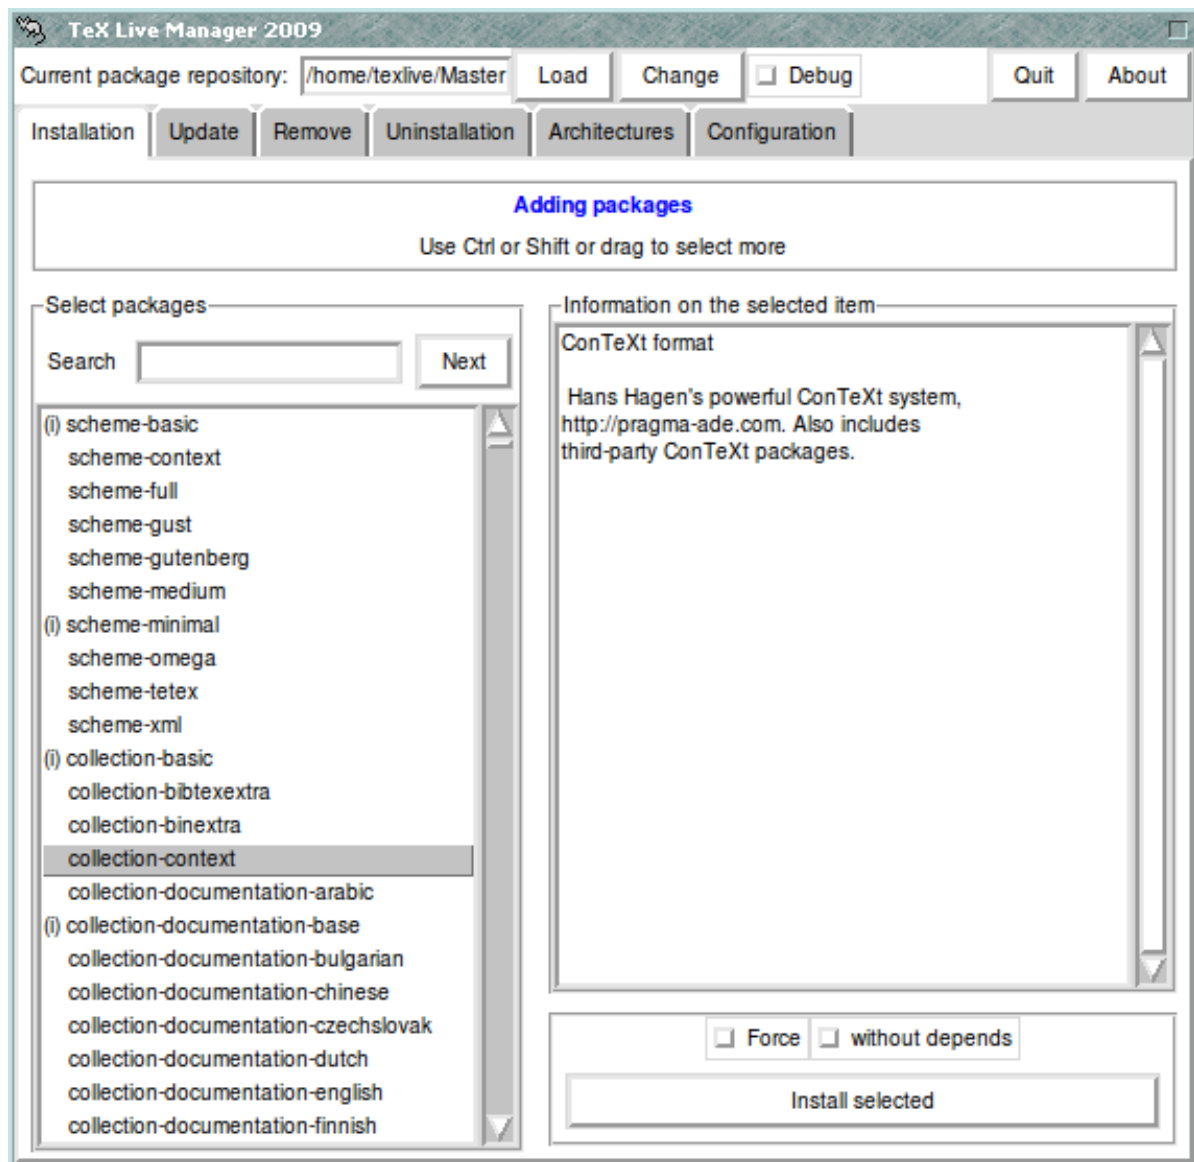 TeX Live Manager 2009
Current package repository: /home/texlive/Master Load Change Debug Quit About
Installation Update Remove Uninstallation Architectures Configuration
Adding packages
Use Ctrl or Shift or drag to select more
Select packages
Search Next
(i) scheme-basic
scheme-context
scheme-full
scheme-gust
scheme-gutenberg
scheme-medium
(i) scheme-minimal
scheme-omega
scheme-tetex
scheme-xml
(i) collection-basic
collection-bibtexextra
collection-binextra
collection-context
collection-documentation-arabic
(i) collection-documentation-base
collection-documentation-bulgarian
collection-documentation-chinese
collection-documentation-czechslovak
collection-documentation-dutch
collection-documentation-english
collection-documentation-finnish
Information on the selected item
ConTeXt format
Hans Hagen's powerful ConTeXt system,
http://pragma-ade.com. Also includes
third-party ConTeXt packages.
Force without depends
Install selected